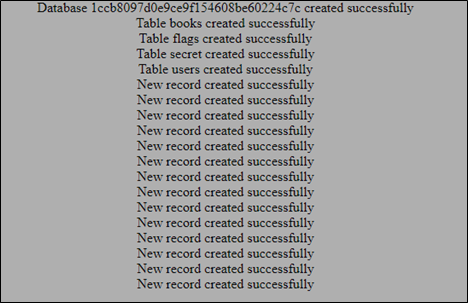 Database 1ccb8097d0e9ce9f154608be60224c7c created successfully
Table books created successfully
Table flags created successfully
Table secret created successfully
Table users created successfully
New record created successfully
New record created successfully
New record created successfully
New record created successfully
New record created successfully
New record created successfully
New record created successfully
New record created successfully
New record created successfully
New record created successfully
New record created successfully
New record created successfully
New record created successfully
New record created successfully